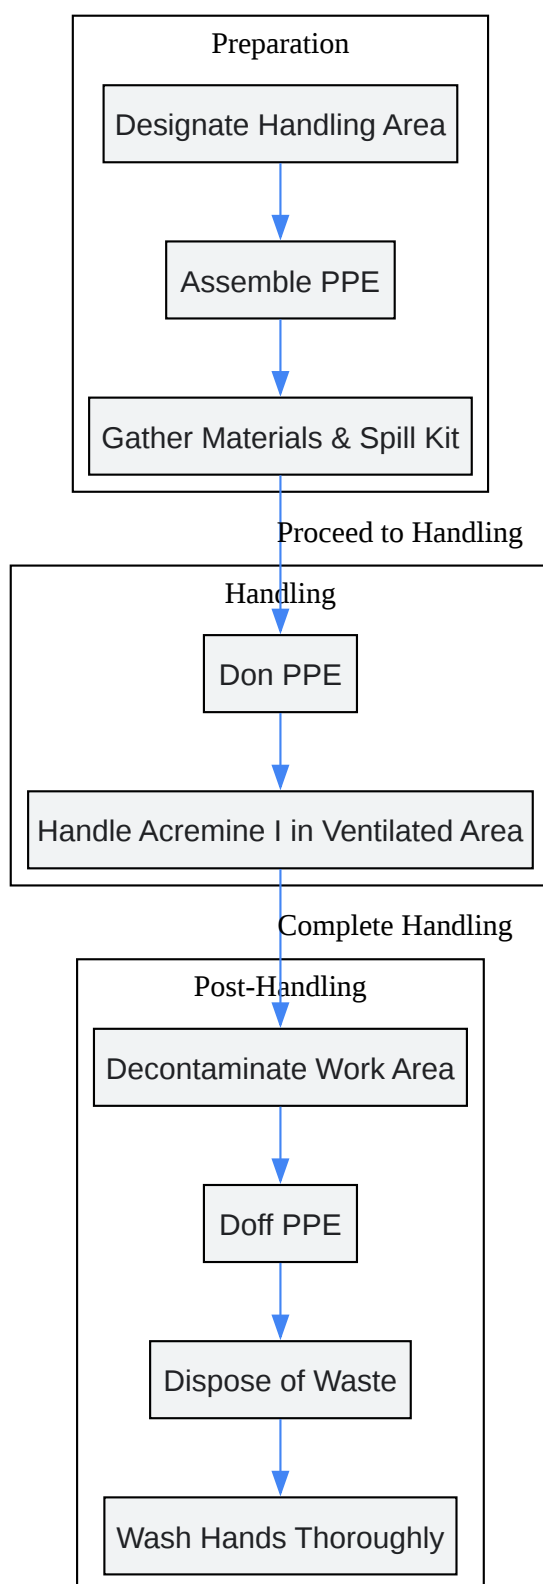 Preparation
Designate Handling Area
Assemble PPE
Gather Materials & Spill Kit
Proceed to Handling
Handling
Don PPE
Handle Acremine I in Ventilated Area
Complete Handling
Post-Handling
Decontaminate Work Area
Doff PPE
Dispose of Waste
Wash Hands Thoroughly